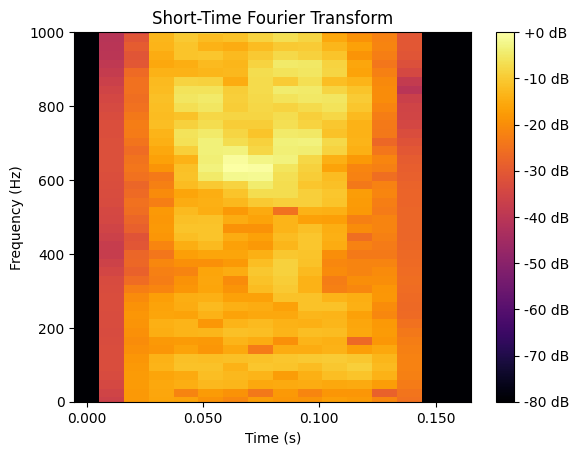 Short-Time Fourier Transform
1000
800
600
400
200
0
Frequency (Hz)
0.000
0.050
0.100
0.150
Time (s)
+0 dB
-10 dB
-20 dB
-30 dB
-40 dB
-50 dB
-60 dB
-70 dB
-80 dB